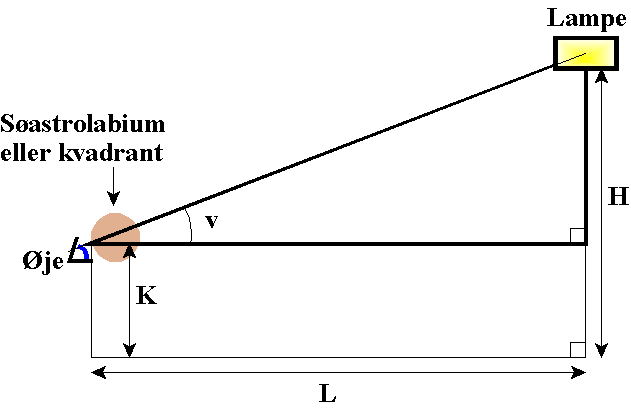 Lampe
Søastrolabium
eller kvadrant
v
H
Øje
K
L